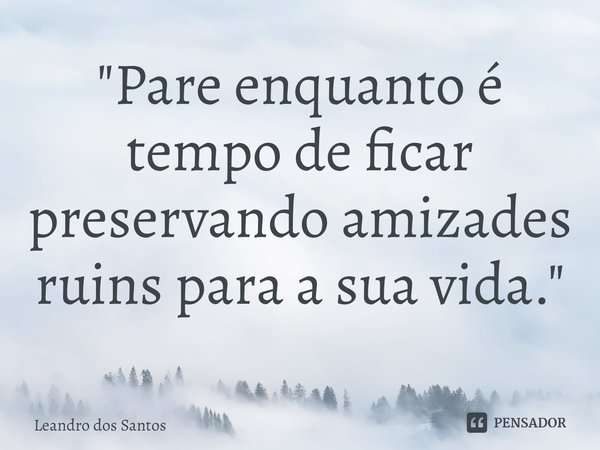 "Pare enquanto é
tempo de ficar
preservando amizades
ruins para a sua vida."
Leandro dos Santos
PENSADOR